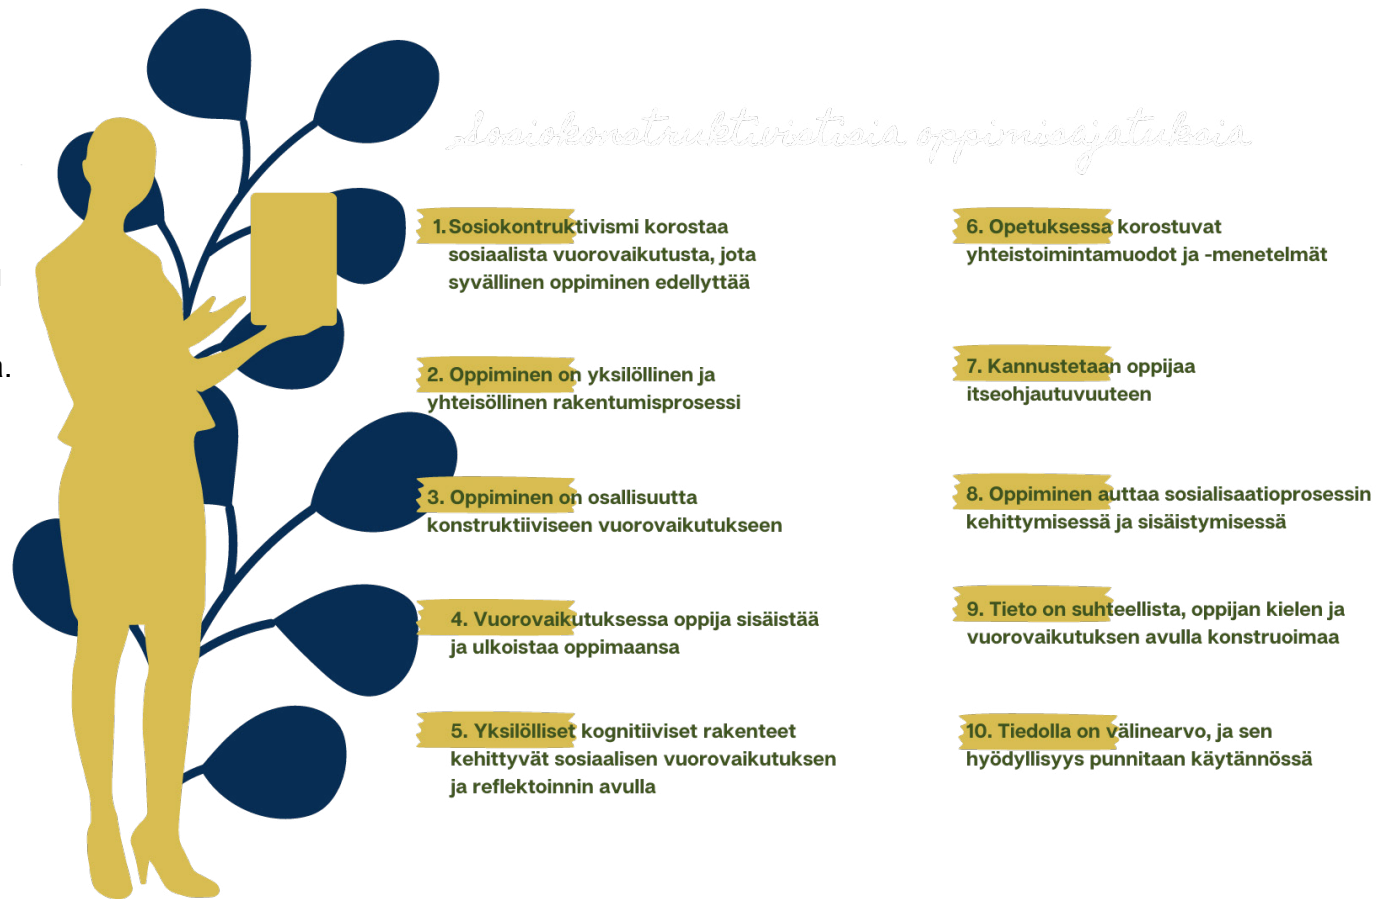 Sosiokonstruktivistisia oppimisajatuksia
1. Sosiokontruktivismi korostaa
sosiaalista vuorovaikutusta, jota
syvällinen oppiminen edellyttää
2. Oppiminen on yksilöllinen ja
yhteisöllinen rakentumisprosessi
3. Oppiminen on osallisuutta
konstruktiiviseen vuorovaikutukseen
4. Vuorovaikutuksessa oppija sisäistää
ja ulkoistaa oppimaansa
5. Yksilölliset kognitiiviset rakenteet
kehittyvät sosiaalisen vuorovaikutuksen
ja reflektoinnin avulla
6. Opetuksessa korostuvat
yhteistoimintamuodot ja -menetelmät
7. Kannustetaan oppijaa
itseohjautuvuuteen
8. Oppiminen auttaa sosialisaatioprosessin
kehittymisessä ja sisäistymisessä
9. Tieto on suhteellista, oppijan kielen ja
vuorovaikutuksen avulla konstruoimaa
10. Tiedolla on välinearvo, ja sen
hyödyllisyys punnitaan käytännössä